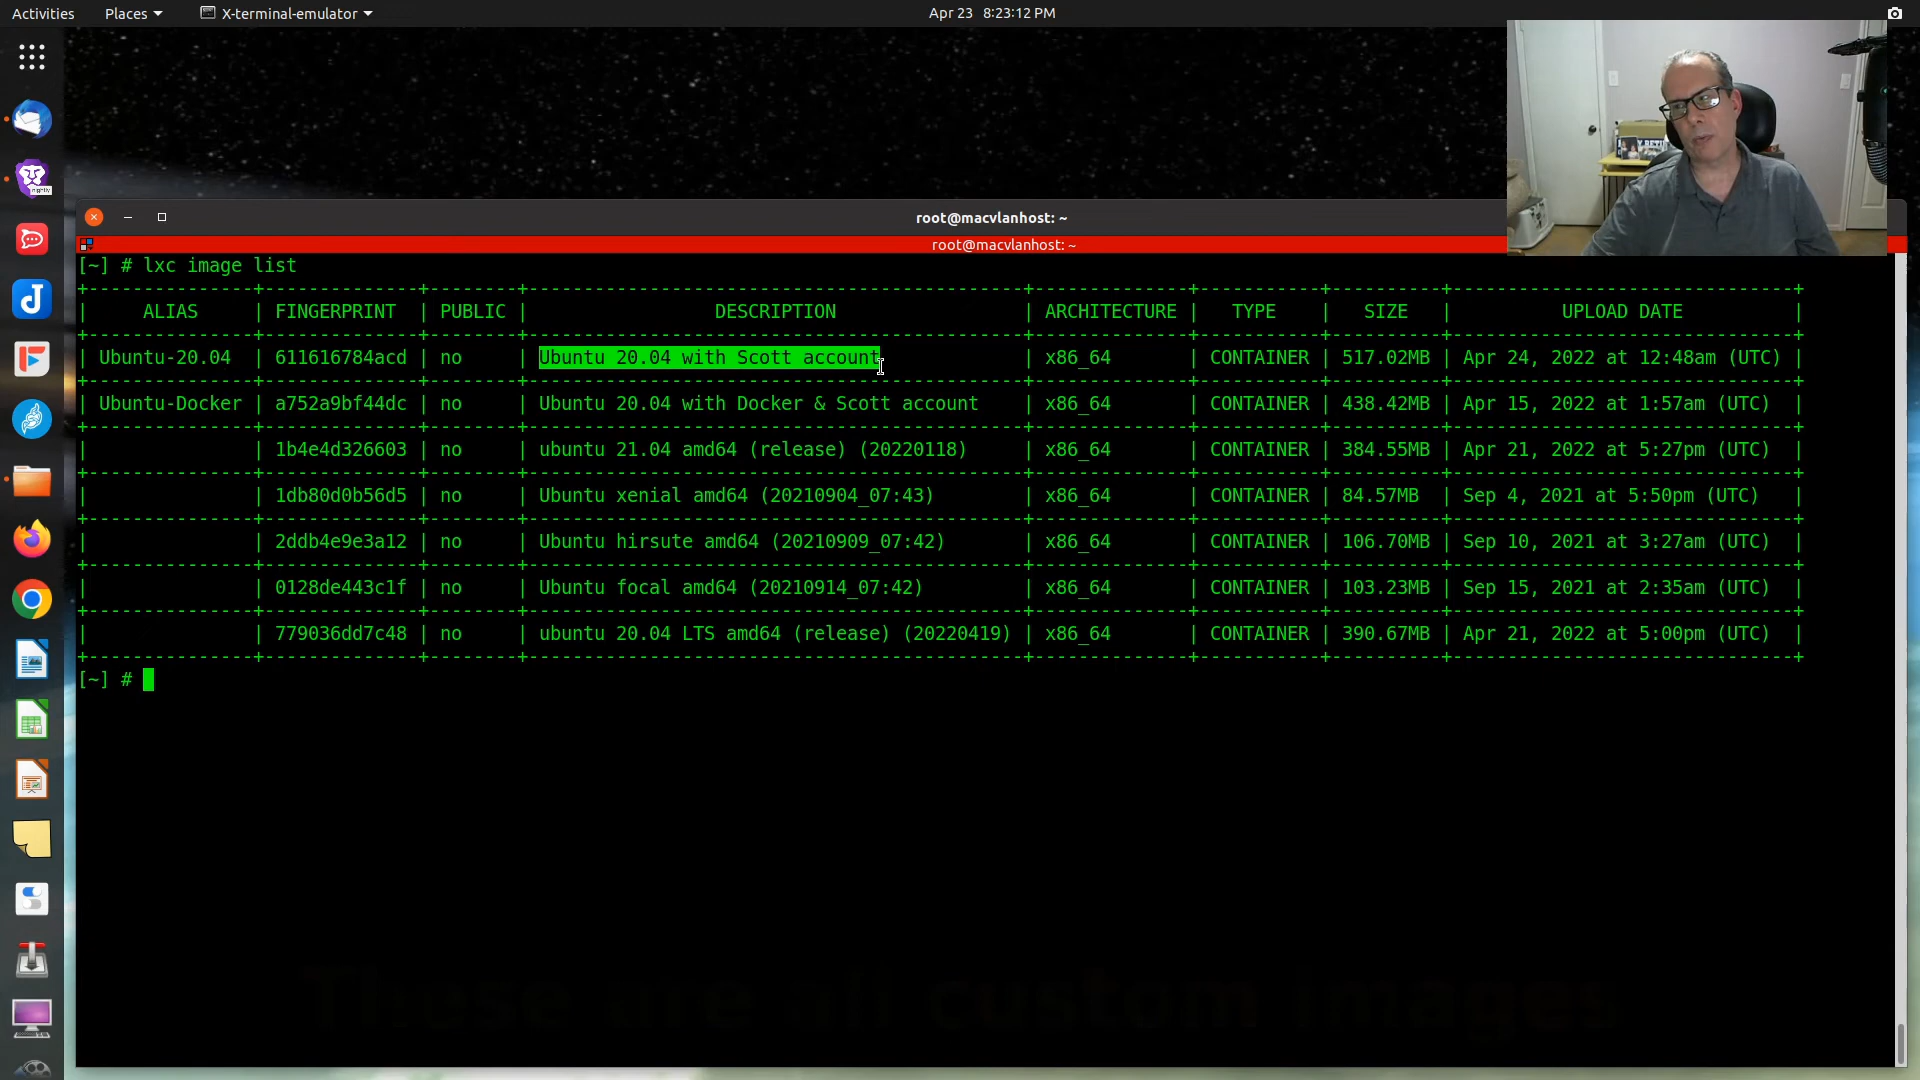 Activities Places X-terminal-emulator Apr 23 8:23:12 PM
root@macvlanhost: ~
root@macvlanhost: ~
[~] # lxc image list
| ALIAS | FINGERPRINT | PUBLIC | DESCRIPTION | ARCHITECTURE | TYPE | SIZE | UPLOAD DATE |
| Ubuntu-20.04 | 611616784acd | no | Ubuntu 20.04 with Scott account | x86_64 | CONTAINER | 517.02MB | Apr 24, 2022 at 12:48am (UTC) |
| Ubuntu-Docker | a752a9bf44dc | no | Ubuntu 20.04 with Docker & Scott account | x86_64 | CONTAINER | 438.42MB | Apr 15, 2022 at 1:57am (UTC) |
| | 1b4e4d326603 | no | ubuntu 21.04 amd64 (release) (20220118) | x86_64 | CONTAINER | 384.55MB | Apr 21, 2022 at 5:27pm (UTC) |
| | 1db80d0b56d5 | no | Ubuntu xenial amd64 (20210904_07:43) | x86_64 | CONTAINER | 84.57MB | Sep 4, 2021 at 5:50pm (UTC) |
| | 2ddb4e9e3a12 | no | Ubuntu hirsute amd64 (20210909_07:42) | x86_64 | CONTAINER | 106.70MB | Sep 10, 2021 at 3:27am (UTC) |
| | 0128de443c1f | no | Ubuntu focal amd64 (20210914_07:42) | x86_64 | CONTAINER | 103.23MB | Sep 15, 2021 at 2:35am (UTC) |
| | 779036dd7c48 | no | ubuntu 20.04 LTS amd64 (release) (20220419) | x86_64 | CONTAINER | 390.67MB | Apr 21, 2022 at 5:00pm (UTC) |
[~] #
These are all custom images